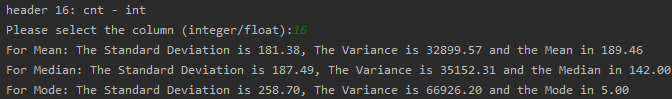 header 16: cnt - int
Please select the column (integer/float):16
For Mean: The Standard Deviation is 181.38, The Variance is 32899.57 and the Mean in 189.46
For Median: The Standard Deviation is 187.49, The Variance is 35152.31 and the Median in 142.00
For Mode: The Standard Deviation is 258.70, The Variance is 66926.20 and the Mode in 5.00